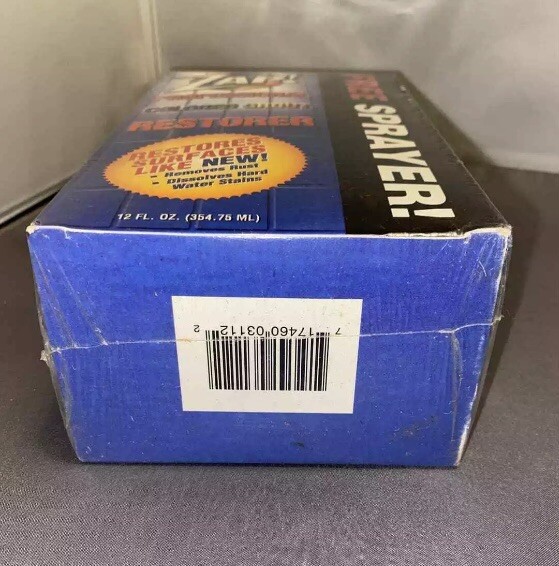 ZAP!
RESTORER
RESTORES
SURFACES
LIKE NEW!
- Removes Rust
- Dissolves Hard
Water Stains
12 FL. OZ. (354.75 ML)
FREE SPRAYER!
7 17460 03112 2